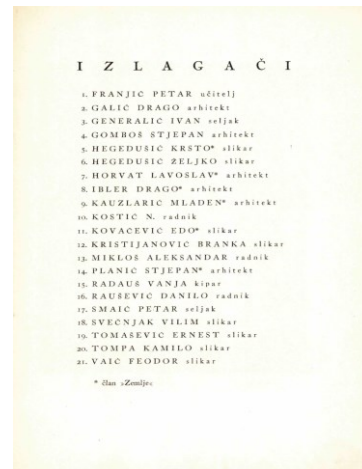 IZLAGAČI
1. FRANJIĆ PETAR učitelj
2. GALIĆ DRAGO arhitekt
3. GENERALIĆ IVAN seljak
4. GOMBOŠ STJEPAN arhitekt
5. HEGEDUŠIĆ KRSTO* slikar
6. HEGEDUŠIĆ ŽELJKO slikar
7. HORVAT LAVOSLAV* arhitekt
8. IBLER DRAGO* arhitekt
9. KAUZLARIĆ MLADEN* arhitekt
10. KOSTIĆ N. radnik
11. KOVAČEVIĆ EDO* slikar
12. KRISTIJANOVIĆ BRANKA slikar
13. MIKLOŠ ALEKSANDAR radnik
14. PLANIĆ STJEPAN* arhitekt
15. RADAUŠ VANJA kipar
16. RAUŠEVIĆ DANILO radnik
17. SMAIĆ PETAR seljak
18. SVEČNJAK VILIM slikar
19. TOMAŠEVIĆ ERNEST slikar
20. TOMPA KAMILO slikar
21. VAIĆ FEODOR slikar
* član »Zemlje«